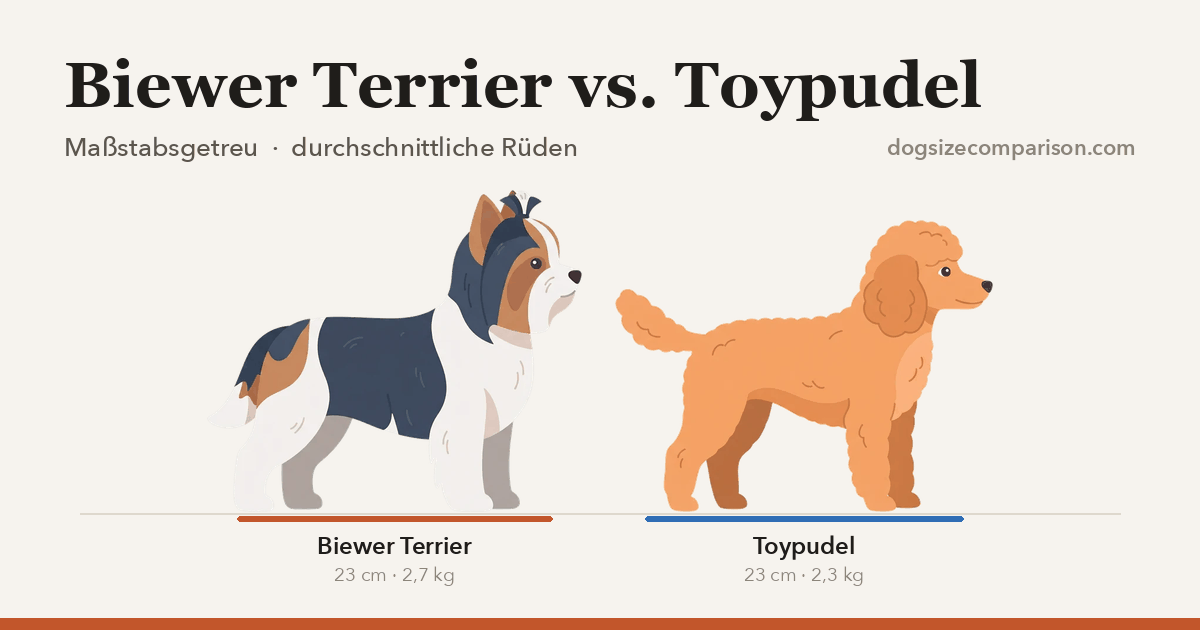 Biewer Terrier vs. Toypudel
Maßstabsgetreu · durchschnittliche Rüden
dogsizecomparison.com
Biewer Terrier
23 cm · 2,7 kg
Toypudel
23 cm · 2,3 kg